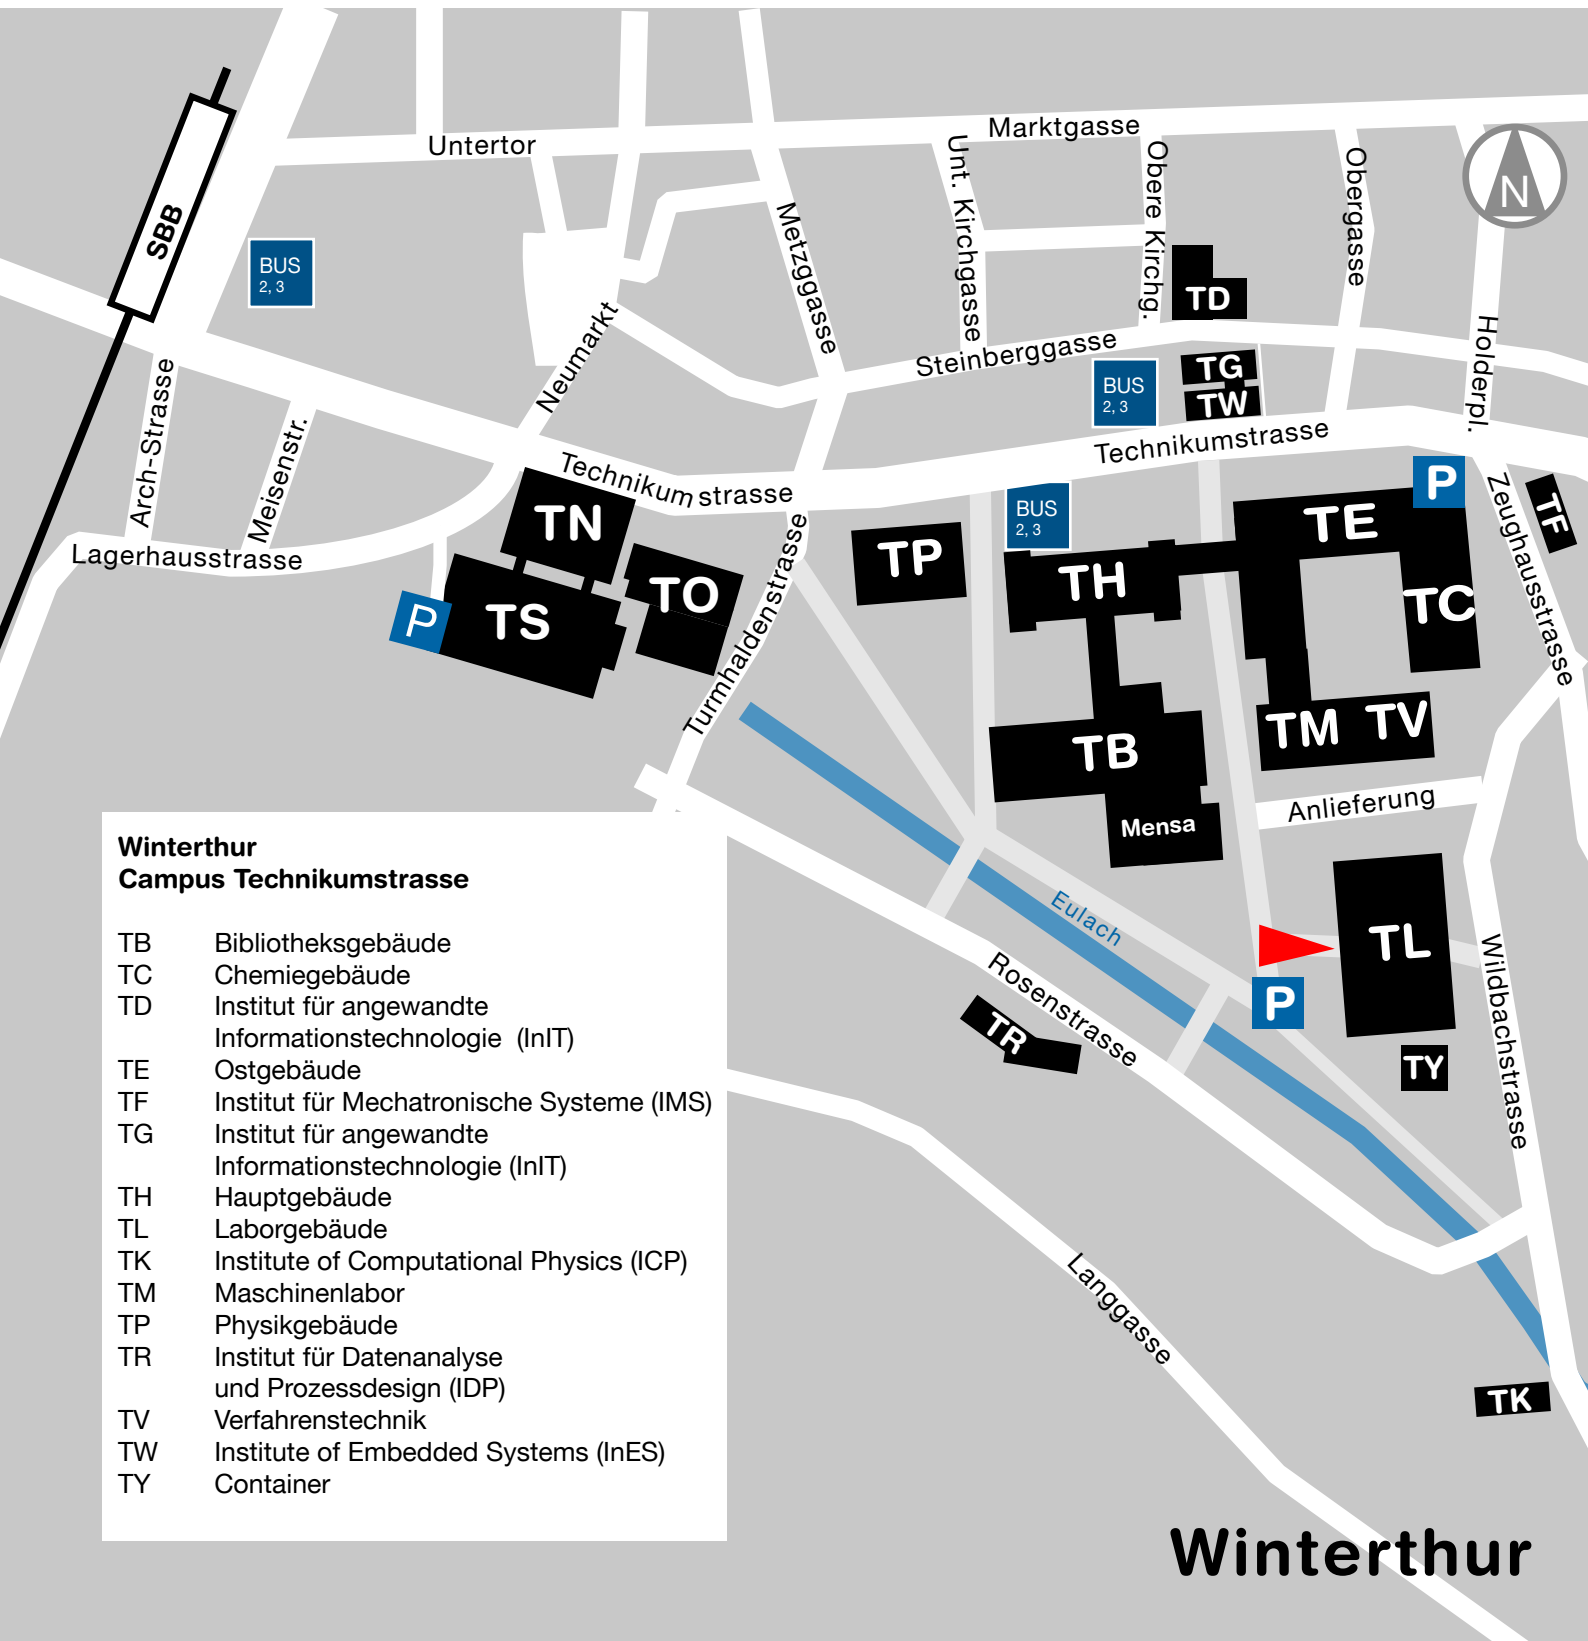 Untertor
Marktgasse
N
SBB
BUS
2, 3
Metzggasse
Unt. Kirchgasse
Obere Kirchg.
Obergasse
TD
Holderpl.
Neumarkt
Steinberggasse
BUS
2, 3
TG
TW
Arch-Strasse
Meisenstr.
Technikumstrasse
Technikumstrasse
Lagerhausstrasse
P
Zeughausstrasse
TF
BUS
2, 3
TN
TP
TE
TH
TO
TS
TC
P
Turmhaldenstrasse
TM TV
TB
Anlieferung
Mensa
Winterthur
Campus Technikumstrasse
TB Bibliotheksgebäude
TC Chemiegebäude
TD Institut für angewandte
Informationstechnologie (InIT)
TE Ostgebäude
TF Institut für Mechatronische Systeme (IMS)
TG Institut für angewandte
Informationstechnologie (InIT)
TH Hauptgebäude
TL Laborgebäude
TK Institute of Computational Physics (ICP)
TM Maschinenlabor
TP Physikgebäude
TR Institut für Datenanalyse
und Prozessdesign (IDP)
TV Verfahrenstechnik
TW Institute of Embedded Systems (InES)
TY Container
Eulach
TL
Rosenstrasse
P
TR
TY
Wildbachstrasse
Langgasse
TK
Winterthur